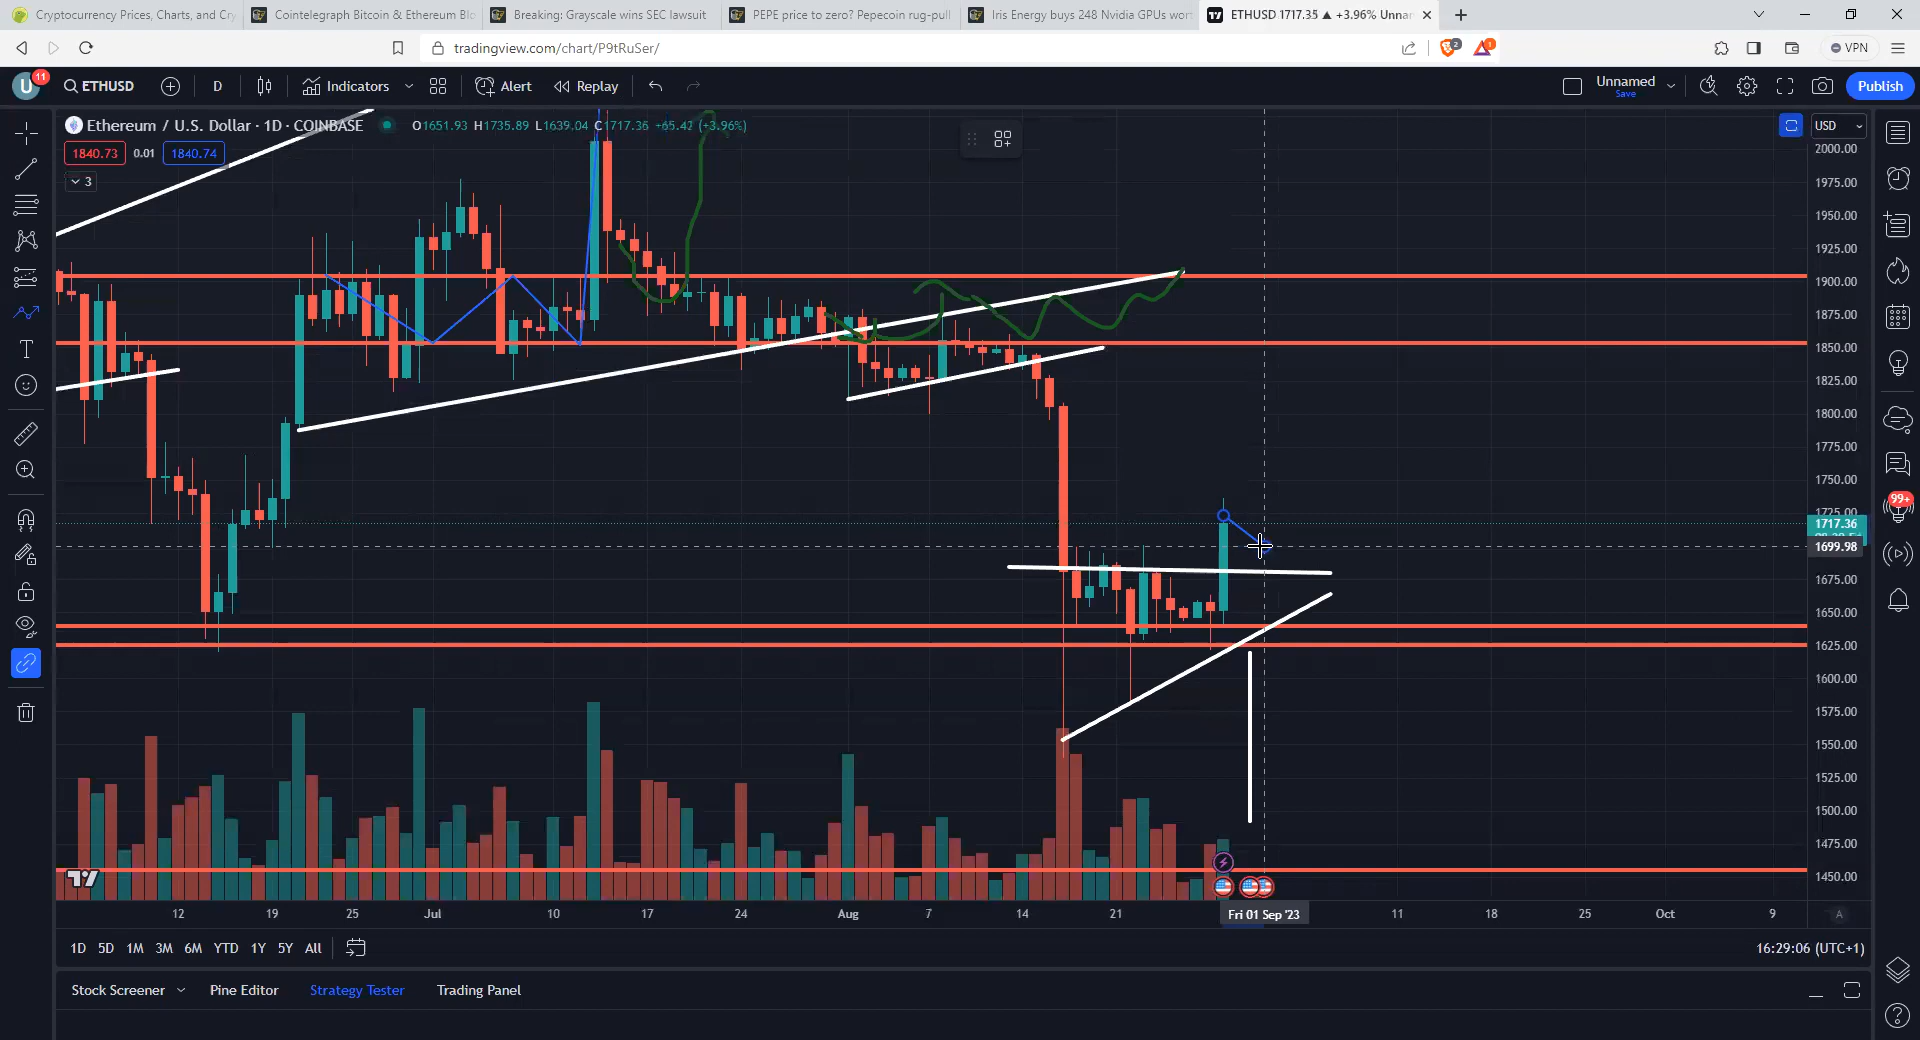 Cryptocurrency Prices, Charts, and Cry
Cointelegraph Bitcoin & Ethereum Blo
Breaking: Grayscale wins SEC lawsuit
PEPE price to zero? Pepecoin rug-pull
Iris Energy buys 248 Nvidia GPUs wor
ETHUSD 1717.35 ▲ +3.96% Unnam
tradingview.com/chart/P9tRuSer/
2
1
VPN
U
11
ETHUSD
D
Indicators
Alert
Replay
Unnamed
Save
Publish
Ethereum / U.S. Dollar · 1D · COINBASE
O1651.93 H1735.89 L1639.04 C1717.36 +65.42 (+3.96%)
USD
1840.73
0.01
1840.74
3
2000.00
1975.00
1950.00
1925.00
1900.00
1875.00
1850.00
1825.00
1800.00
1775.00
1750.00
1725.00
1717.36
1699.98
1675.00
1650.00
1625.00
1600.00
1575.00
1550.00
1525.00
1500.00
1475.00
1450.00
99+
12
19
25
Jul
10
17
24
Aug
7
14
21
Fri 01 Sep '23
11
18
25
Oct
9
A
1D
5D
1M
3M
6M
YTD
1Y
5Y
All
16:29:06 (UTC+1)
Stock Screener
Pine Editor
Strategy Tester
Trading Panel